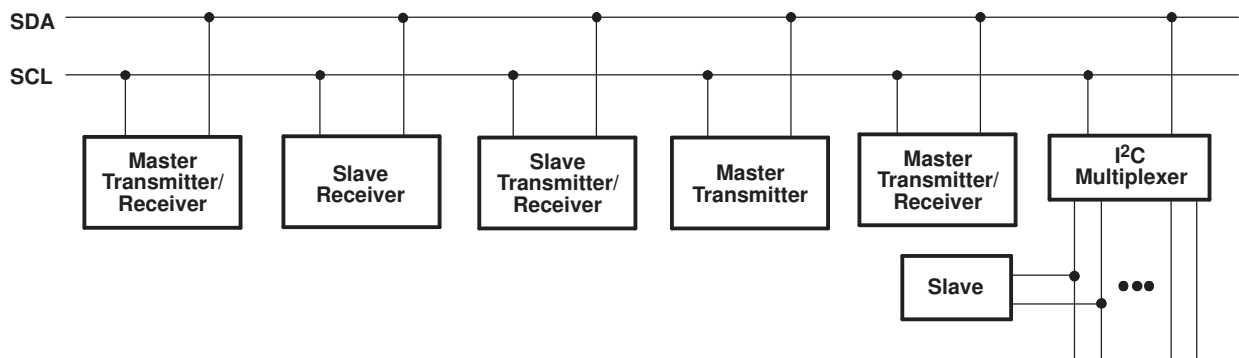 SDA
SCL
Master
Transmitter/
Receiver
Slave
Receiver
Slave
Transmitter/
Receiver
Master
Transmitter
Master
Transmitter/
Receiver
I²C
Multiplexer
Slave